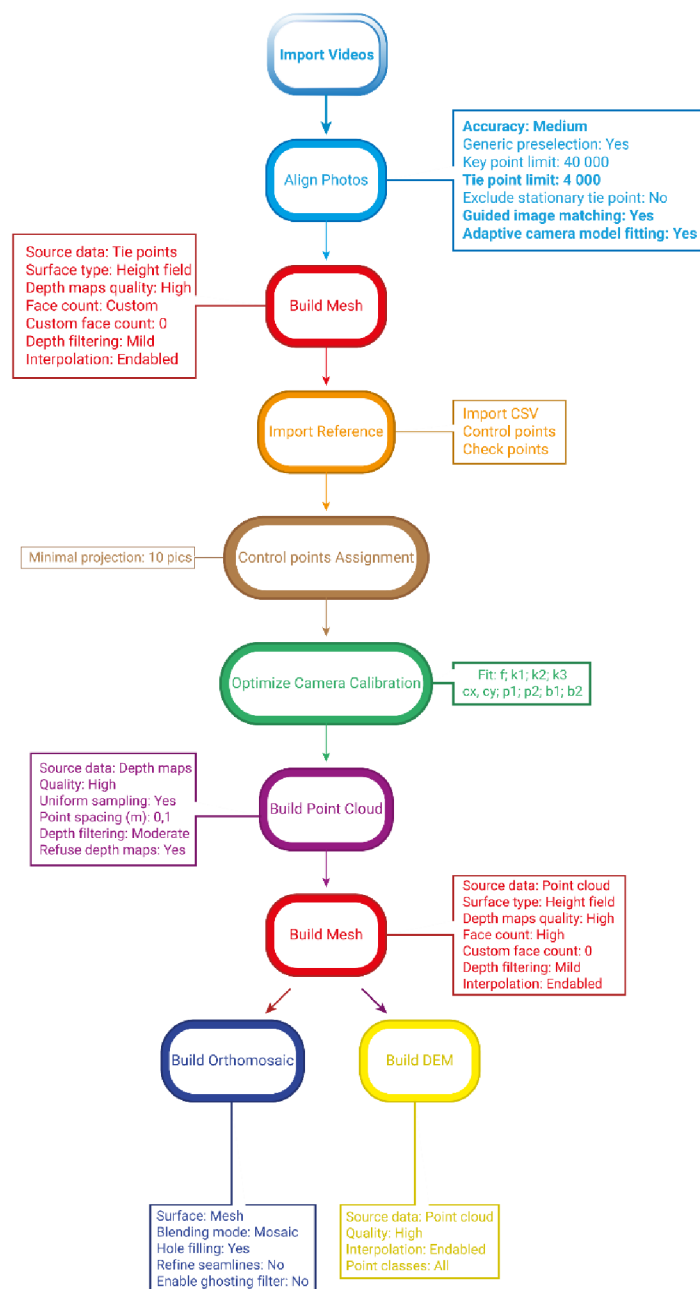 Import Videos
Align Photos
Accuracy: Medium
Generic preselection: Yes
Key point limit: 40 000
Tie point limit: 4 000
Exclude stationary tie point: No
Guided image matching: Yes
Adaptive camera model fitting: Yes
Source data: Tie points
Surface type: Height field
Depth maps quality: High
Face count: Custom
Custom face count: 0
Depth filtering: Mild
Interpolation: Endabled
Build Mesh
Import Reference
Import CSV
Control points
Check points
Minimal projection: 10 pics
Control points Assignment
Optimize Camera Calibration
Fit: f; k1; k2; k3
cx, cy; p1; p2; b1; b2
Source data: Depth maps
Quality: High
Uniform sampling: Yes
Point spacing (m): 0,1
Depth filtering: Moderate
Refuse depth maps: Yes
Build Point Cloud
Build Mesh
Source data: Point cloud
Surface type: Height field
Depth maps quality: High
Face count: High
Custom face count: 0
Depth filtering: Mild
Interpolation: Endabled
Build Orthomosaic
Build DEM
Surface: Mesh
Blending mode: Mosaic
Hole filling: Yes
Refine seamlines: No
Enable ghosting filter: No
Source data: Point cloud
Quality: High
Interpolation: Endabled
Point classes: All